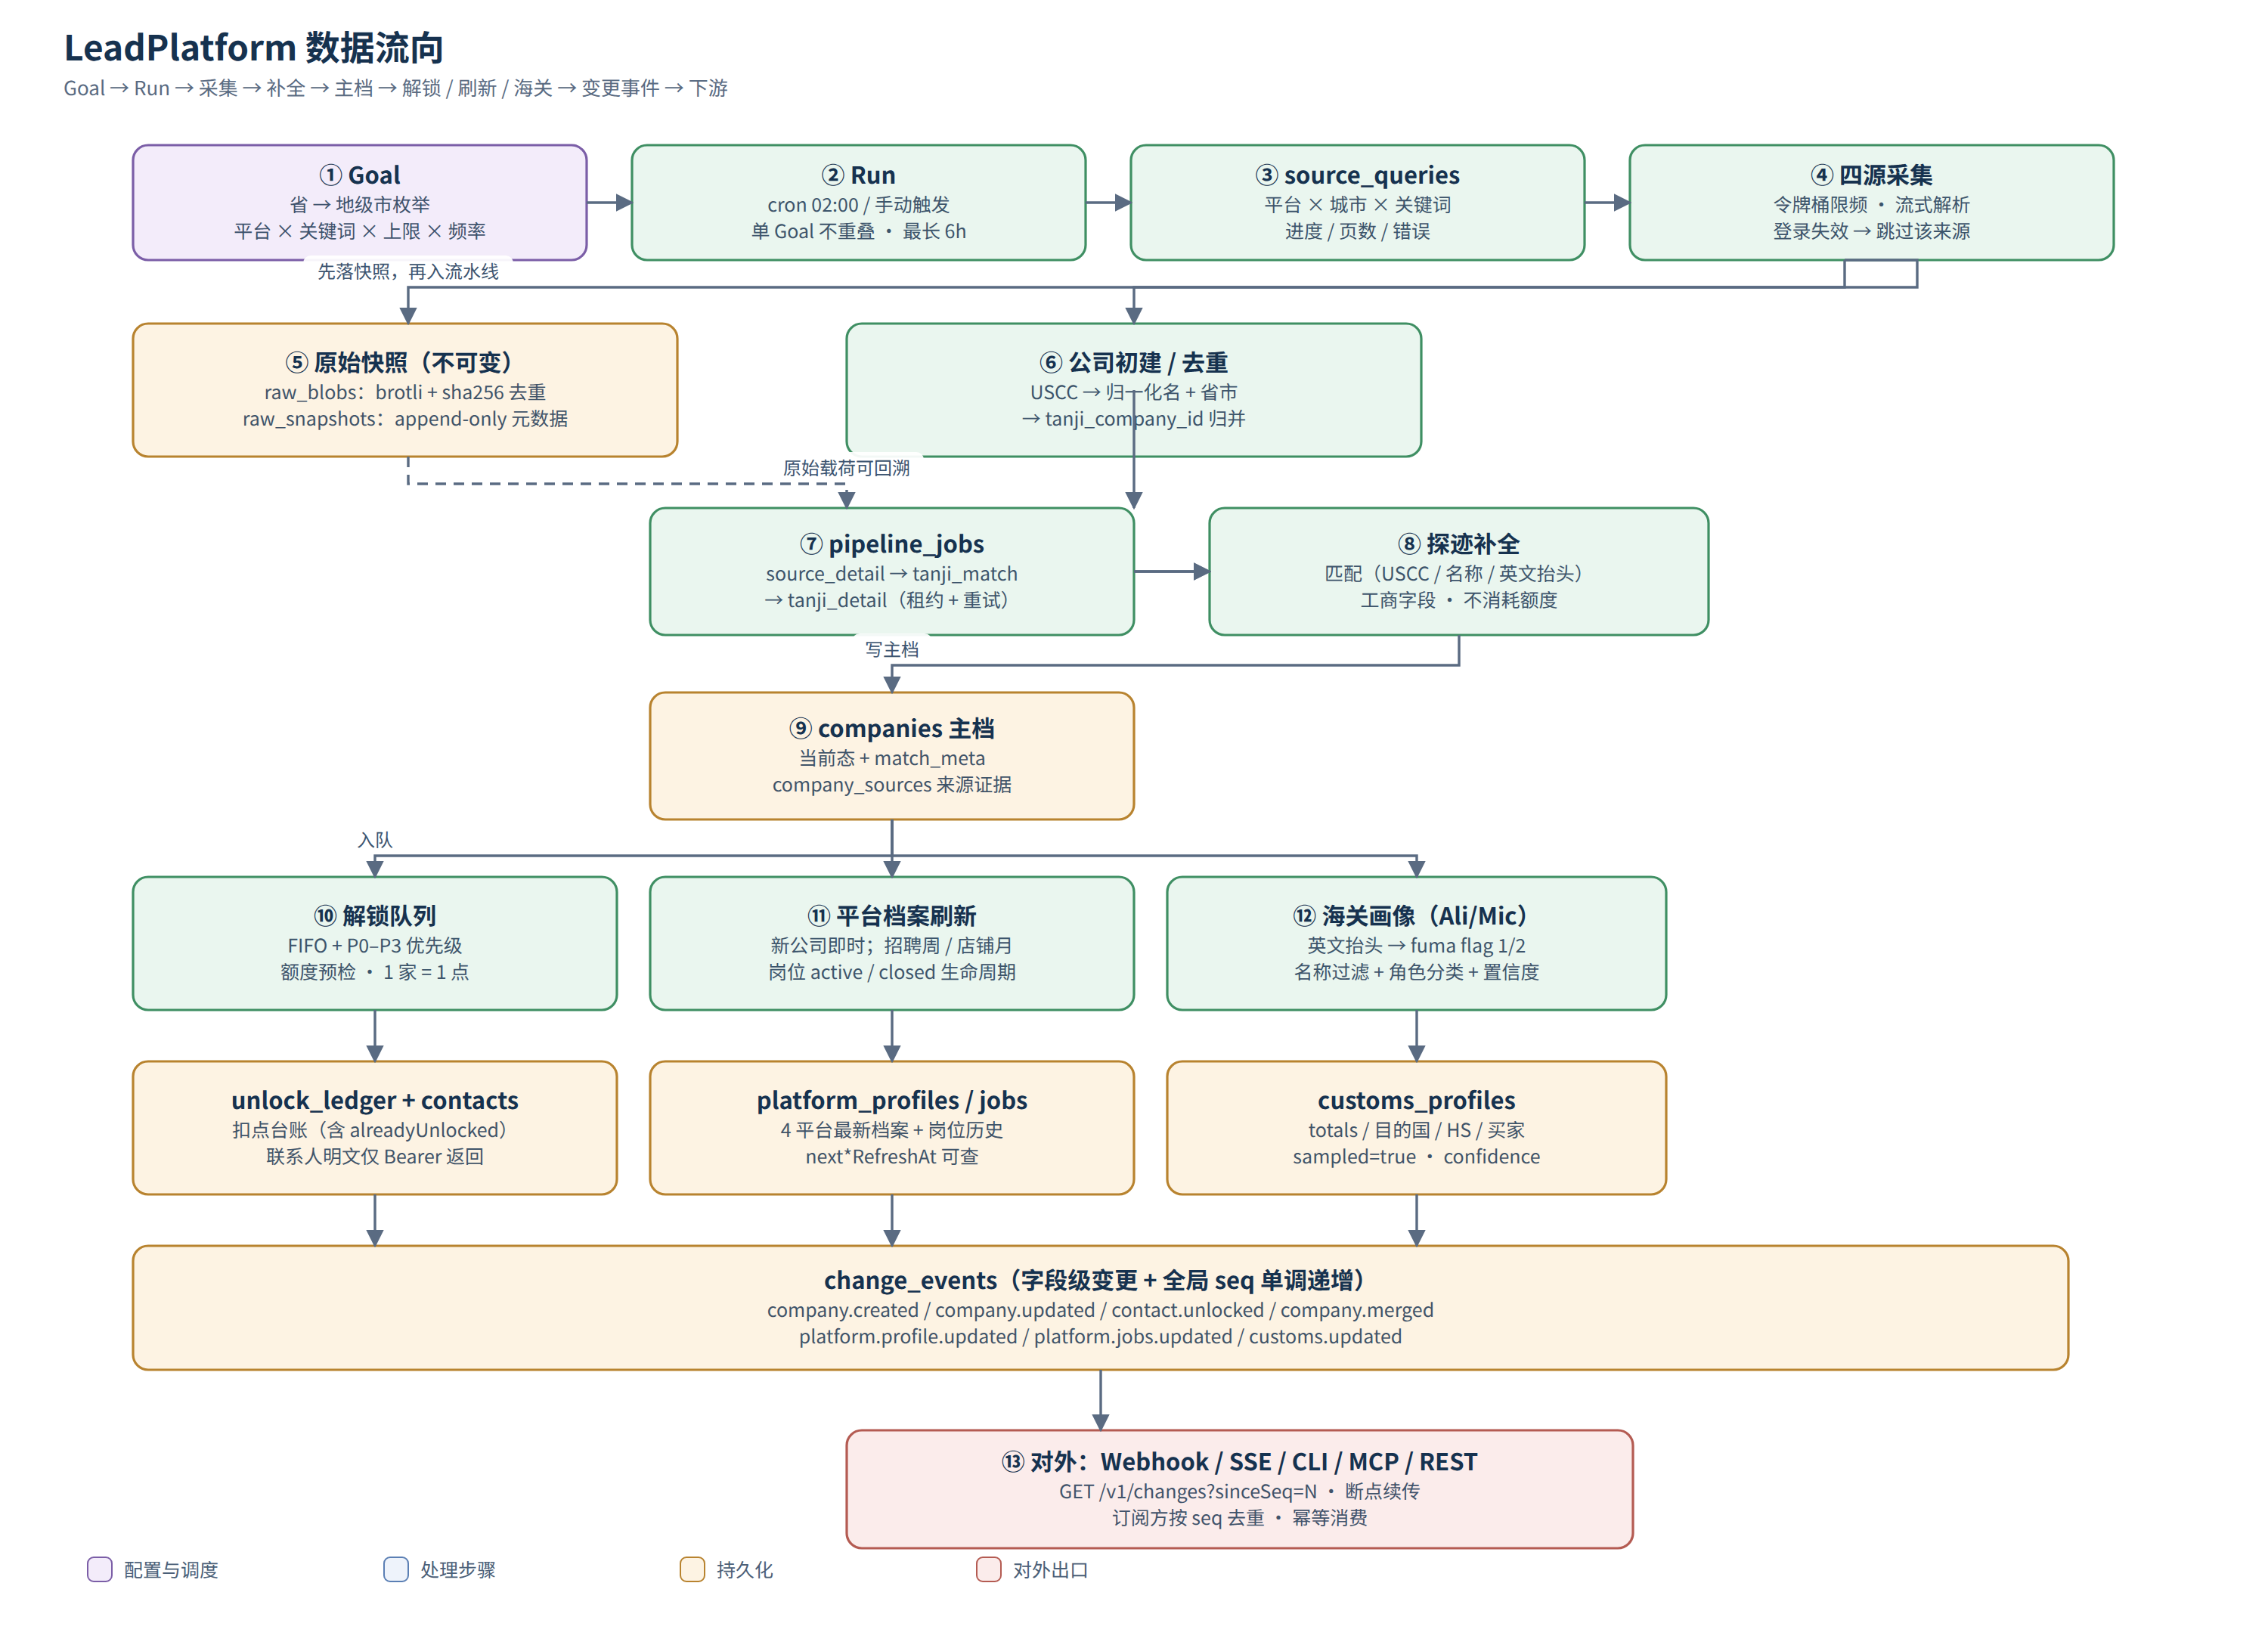 LeadPlatform 数据流向
Goal → Run → 采集 → 补全 → 主档 → 解锁 / 刷新 / 海关 → 变更事件 → 下游
① Goal
省 → 地级市枚举
平台 × 关键词 × 上限 × 频率
② Run
cron 02:00 / 手动触发
单 Goal 不重叠 · 最长 6h
③ source_queries
平台 × 城市 × 关键词
进度 / 页数 / 错误
④ 四源采集
令牌桶限频 · 流式解析
登录失效 → 跳过该来源
先落快照，再入流水线
⑤ 原始快照（不可变）
raw_blobs：brotli + sha256 去重
raw_snapshots：append-only 元数据
⑥ 公司初建 / 去重
USCC → 归一化名 + 省市
→ tanji_company_id 归并
原始载荷可回溯
⑦ pipeline_jobs
source_detail → tanji_match
→ tanji_detail（租约 + 重试）
⑧ 探迹补全
匹配（USCC / 名称 / 英文抬头）
工商字段 · 不消耗额度
写主档
⑨ companies 主档
当前态 + match_meta
company_sources 来源证据
入队
⑩ 解锁队列
FIFO + P0–P3 优先级
额度预检 · 1 家 = 1 点
⑪ 平台档案刷新
新公司即时；招聘周 / 店铺月
岗位 active / closed 生命周期
⑫ 海关画像（Ali/Mic）
英文抬头 → fuma flag 1/2
名称过滤 + 角色分类 + 置信度
unlock_ledger + contacts
扣点台账（含 alreadyUnlocked）
联系人明文仅 Bearer 返回
platform_profiles / jobs
4 平台最新档案 + 岗位历史
next*RefreshAt 可查
customs_profiles
totals / 目的国 / HS / 买家
sampled=true · confidence
change_events（字段级变更 + 全局 seq 单调递增）
company.created / company.updated / contact.unlocked / company.merged
platform.profile.updated / platform.jobs.updated / customs.updated
⑬ 对外：Webhook / SSE / CLI / MCP / REST
GET /v1/changes?sinceSeq=N · 断点续传
订阅方按 seq 去重 · 幂等消费
配置与调度
处理步骤
持久化
对外出口